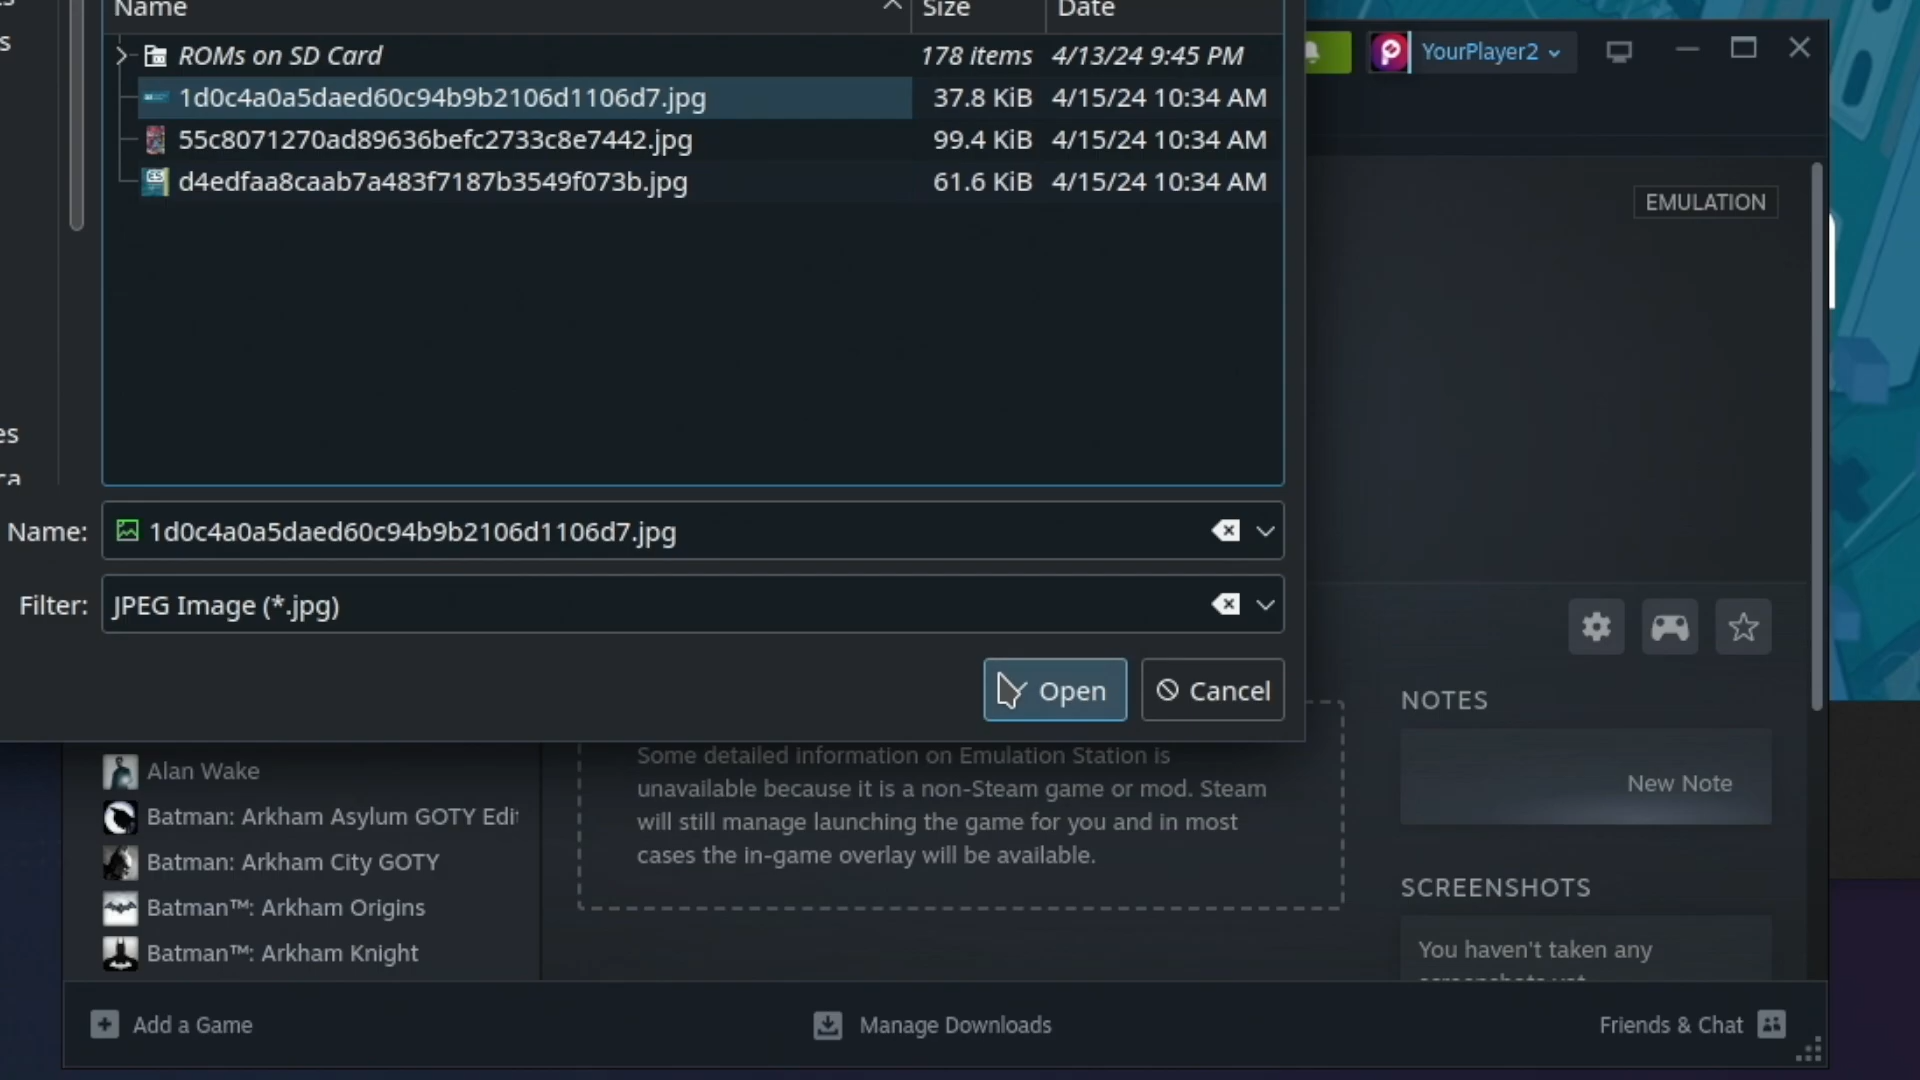 Name Size Date
ROMs on SD Card 178 items 4/13/24 9:45 PM
1d0c4a0a5daed60c94b9b2106d1106d7.jpg 37.8 KiB 4/15/24 10:34 AM
55c8071270ad89636befc2733c8e7442.jpg 99.4 KiB 4/15/24 10:34 AM
d4edfaa8caab7a483f7187b3549f073b.jpg 61.6 KiB 4/15/24 10:34 AM
Name: 1d0c4a0a5daed60c94b9b2106d1106d7.jpg
Filter: JPEG Image (*.jpg)
Open Cancel
YourPlayer2
EMULATION
Some detailed information on Emulation Station is
unavailable because it is a non-Steam game or mod. Steam
will still manage launching the game for you and in most
cases the in-game overlay will be available.
NOTES
New Note
SCREENSHOTS
You haven't taken any
Alan Wake
Batman: Arkham Asylum GOTY Edit
Batman: Arkham City GOTY
Batman™: Arkham Origins
Batman™: Arkham Knight
Add a Game
Manage Downloads
Friends & Chat